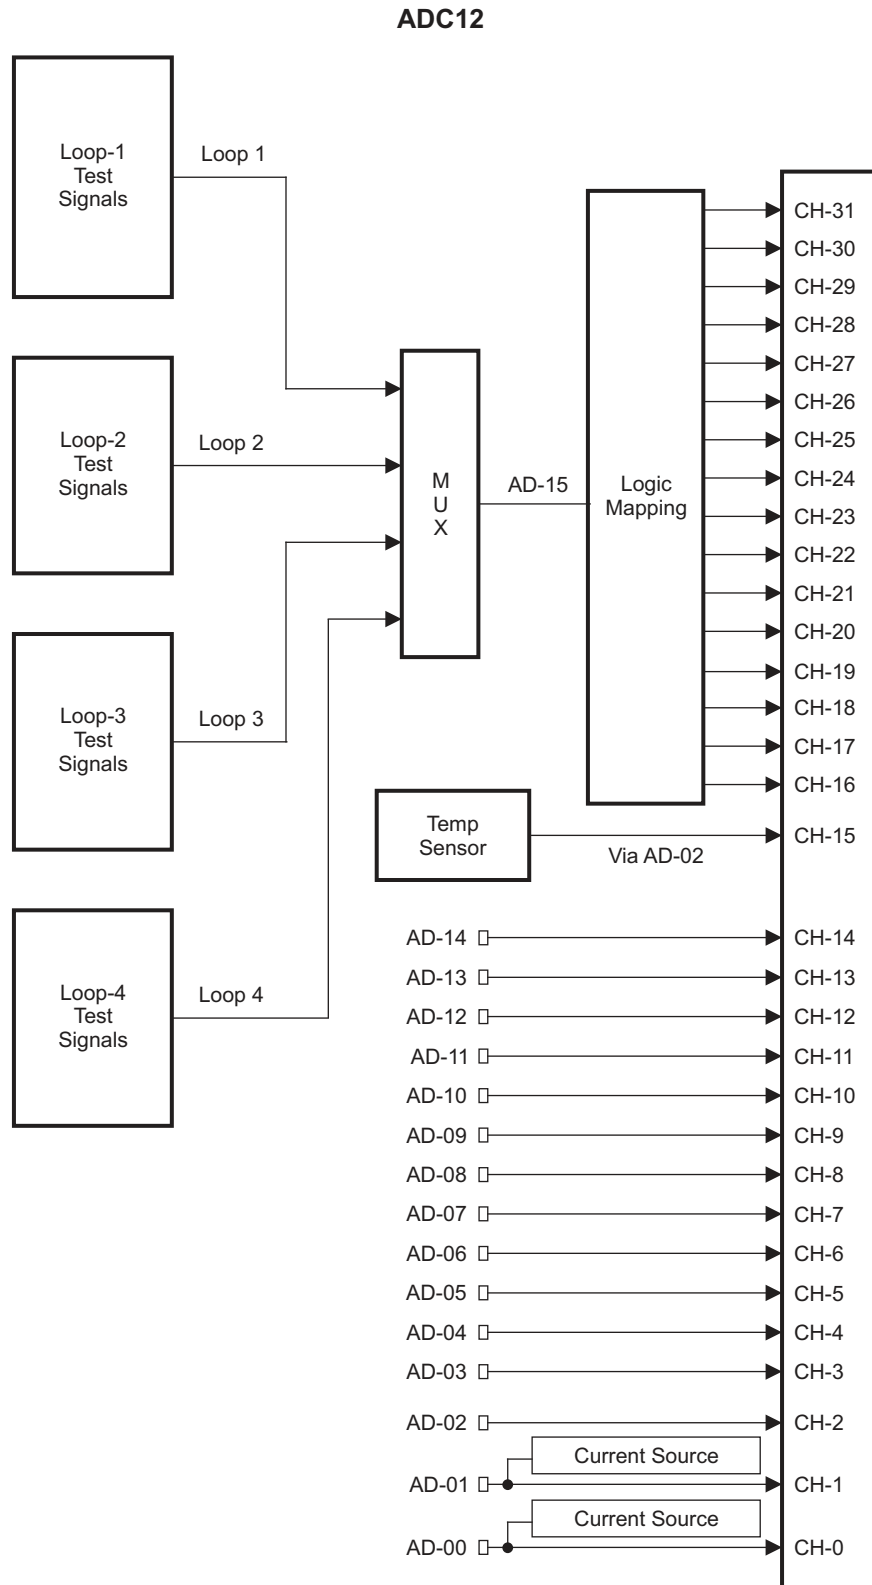 ADC12
Loop-1
Test
Signals
Loop 1
Loop-2
Test
Signals
Loop 2
Loop-3
Test
Signals
Loop 3
Loop-4
Test
Signals
Loop 4
M
U
X
AD-15
Logic
Mapping
CH-31
CH-30
CH-29
CH-28
CH-27
CH-26
CH-25
CH-24
CH-23
CH-22
CH-21
CH-20
CH-19
CH-18
CH-17
CH-16
Temp
Sensor
Via AD-02
CH-15
AD-14 CH-14
AD-13 CH-13
AD-12 CH-12
AD-11 CH-11
AD-10 CH-10
AD-09 CH-9
AD-08 CH-8
AD-07 CH-7
AD-06 CH-6
AD-05 CH-5
AD-04 CH-4
AD-03 CH-3
AD-02 CH-2
Current Source
AD-01 CH-1
Current Source
AD-00 CH-0